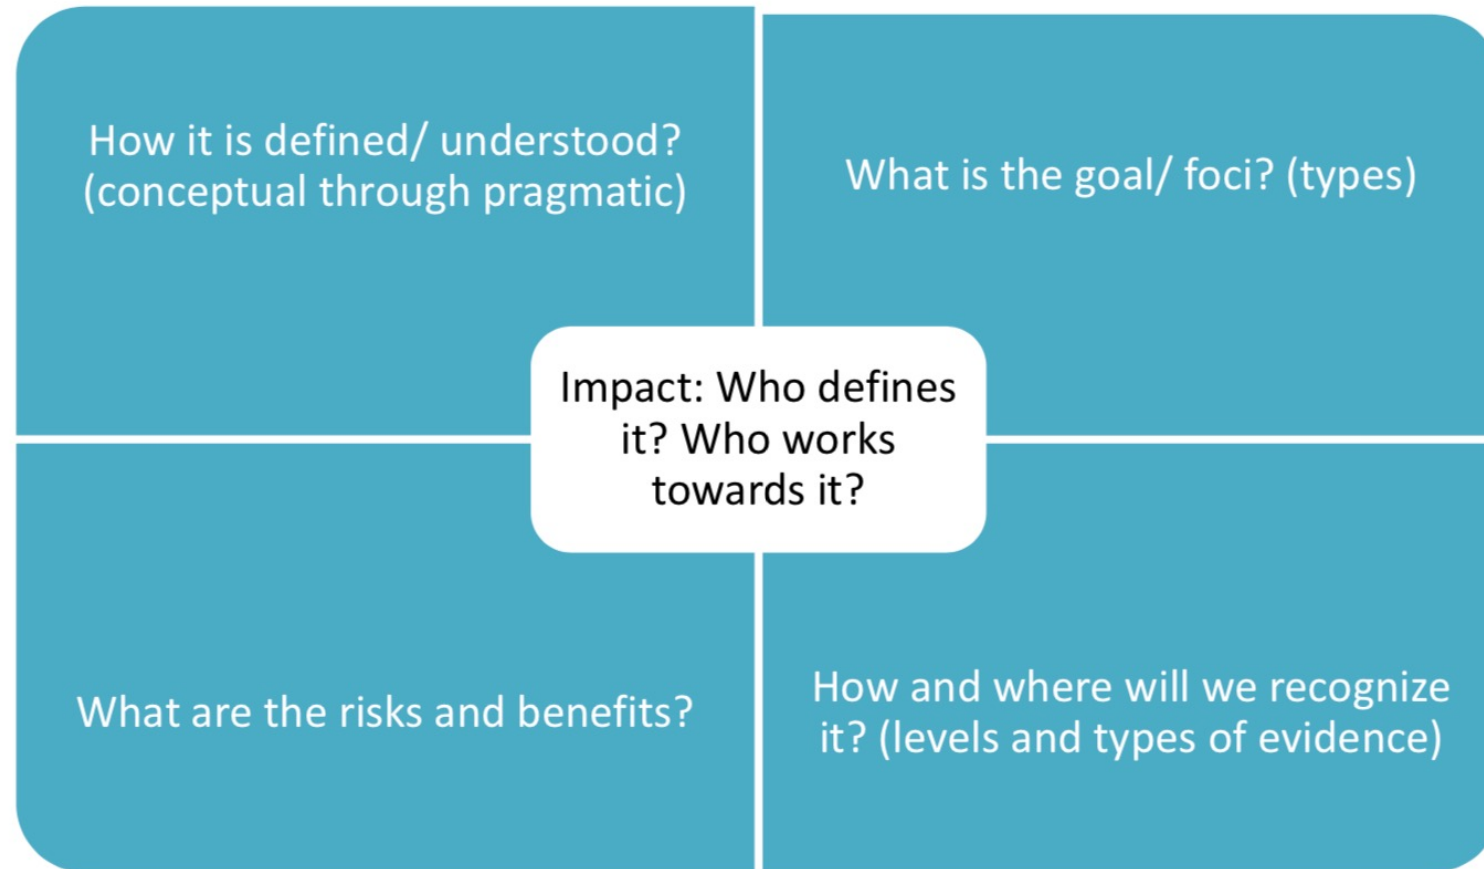 How it is defined/ understood?
(conceptual through pragmatic)
What is the goal/ foci? (types)
Impact: Who defines
it? Who works
towards it?
What are the risks and benefits?
How and where will we recognize
it? (levels and types of evidence)